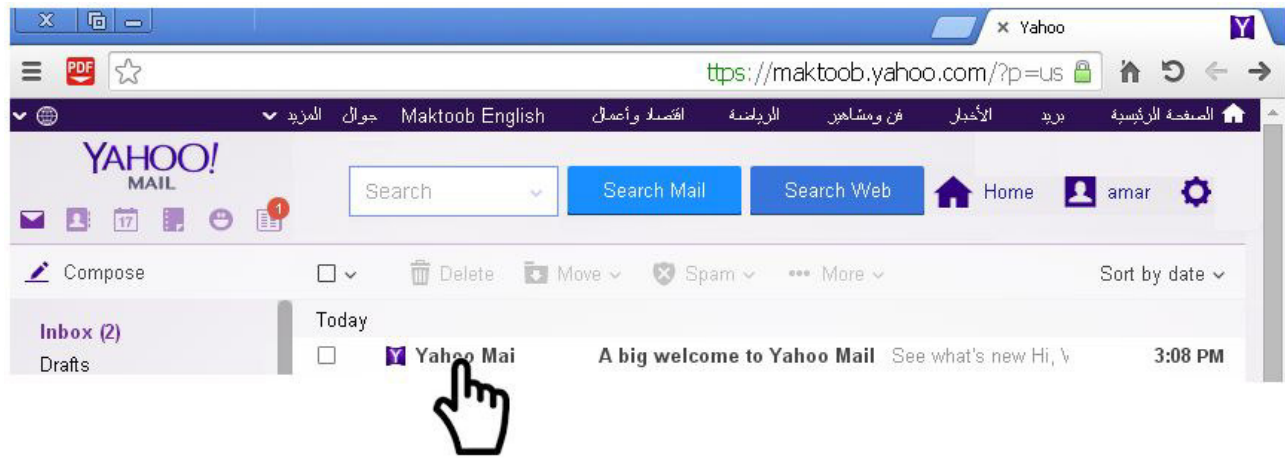 Yahoo
PDF ttps://maktoob.yahoo.com/?p=us
الصفحة الرئيسية بريد الأخبار فن ومشاهير الرياضة اقتصاد وأعمال Maktoob English جوال المزيد
YAHOO!
MAIL
Search Search Mail Search Web Home amar
17 1
Compose Delete Move Spam More Sort by date
Inbox (2) Today
Drafts Yahoo Mai A big welcome to Yahoo Mail See what's new Hi, 3:08 PM